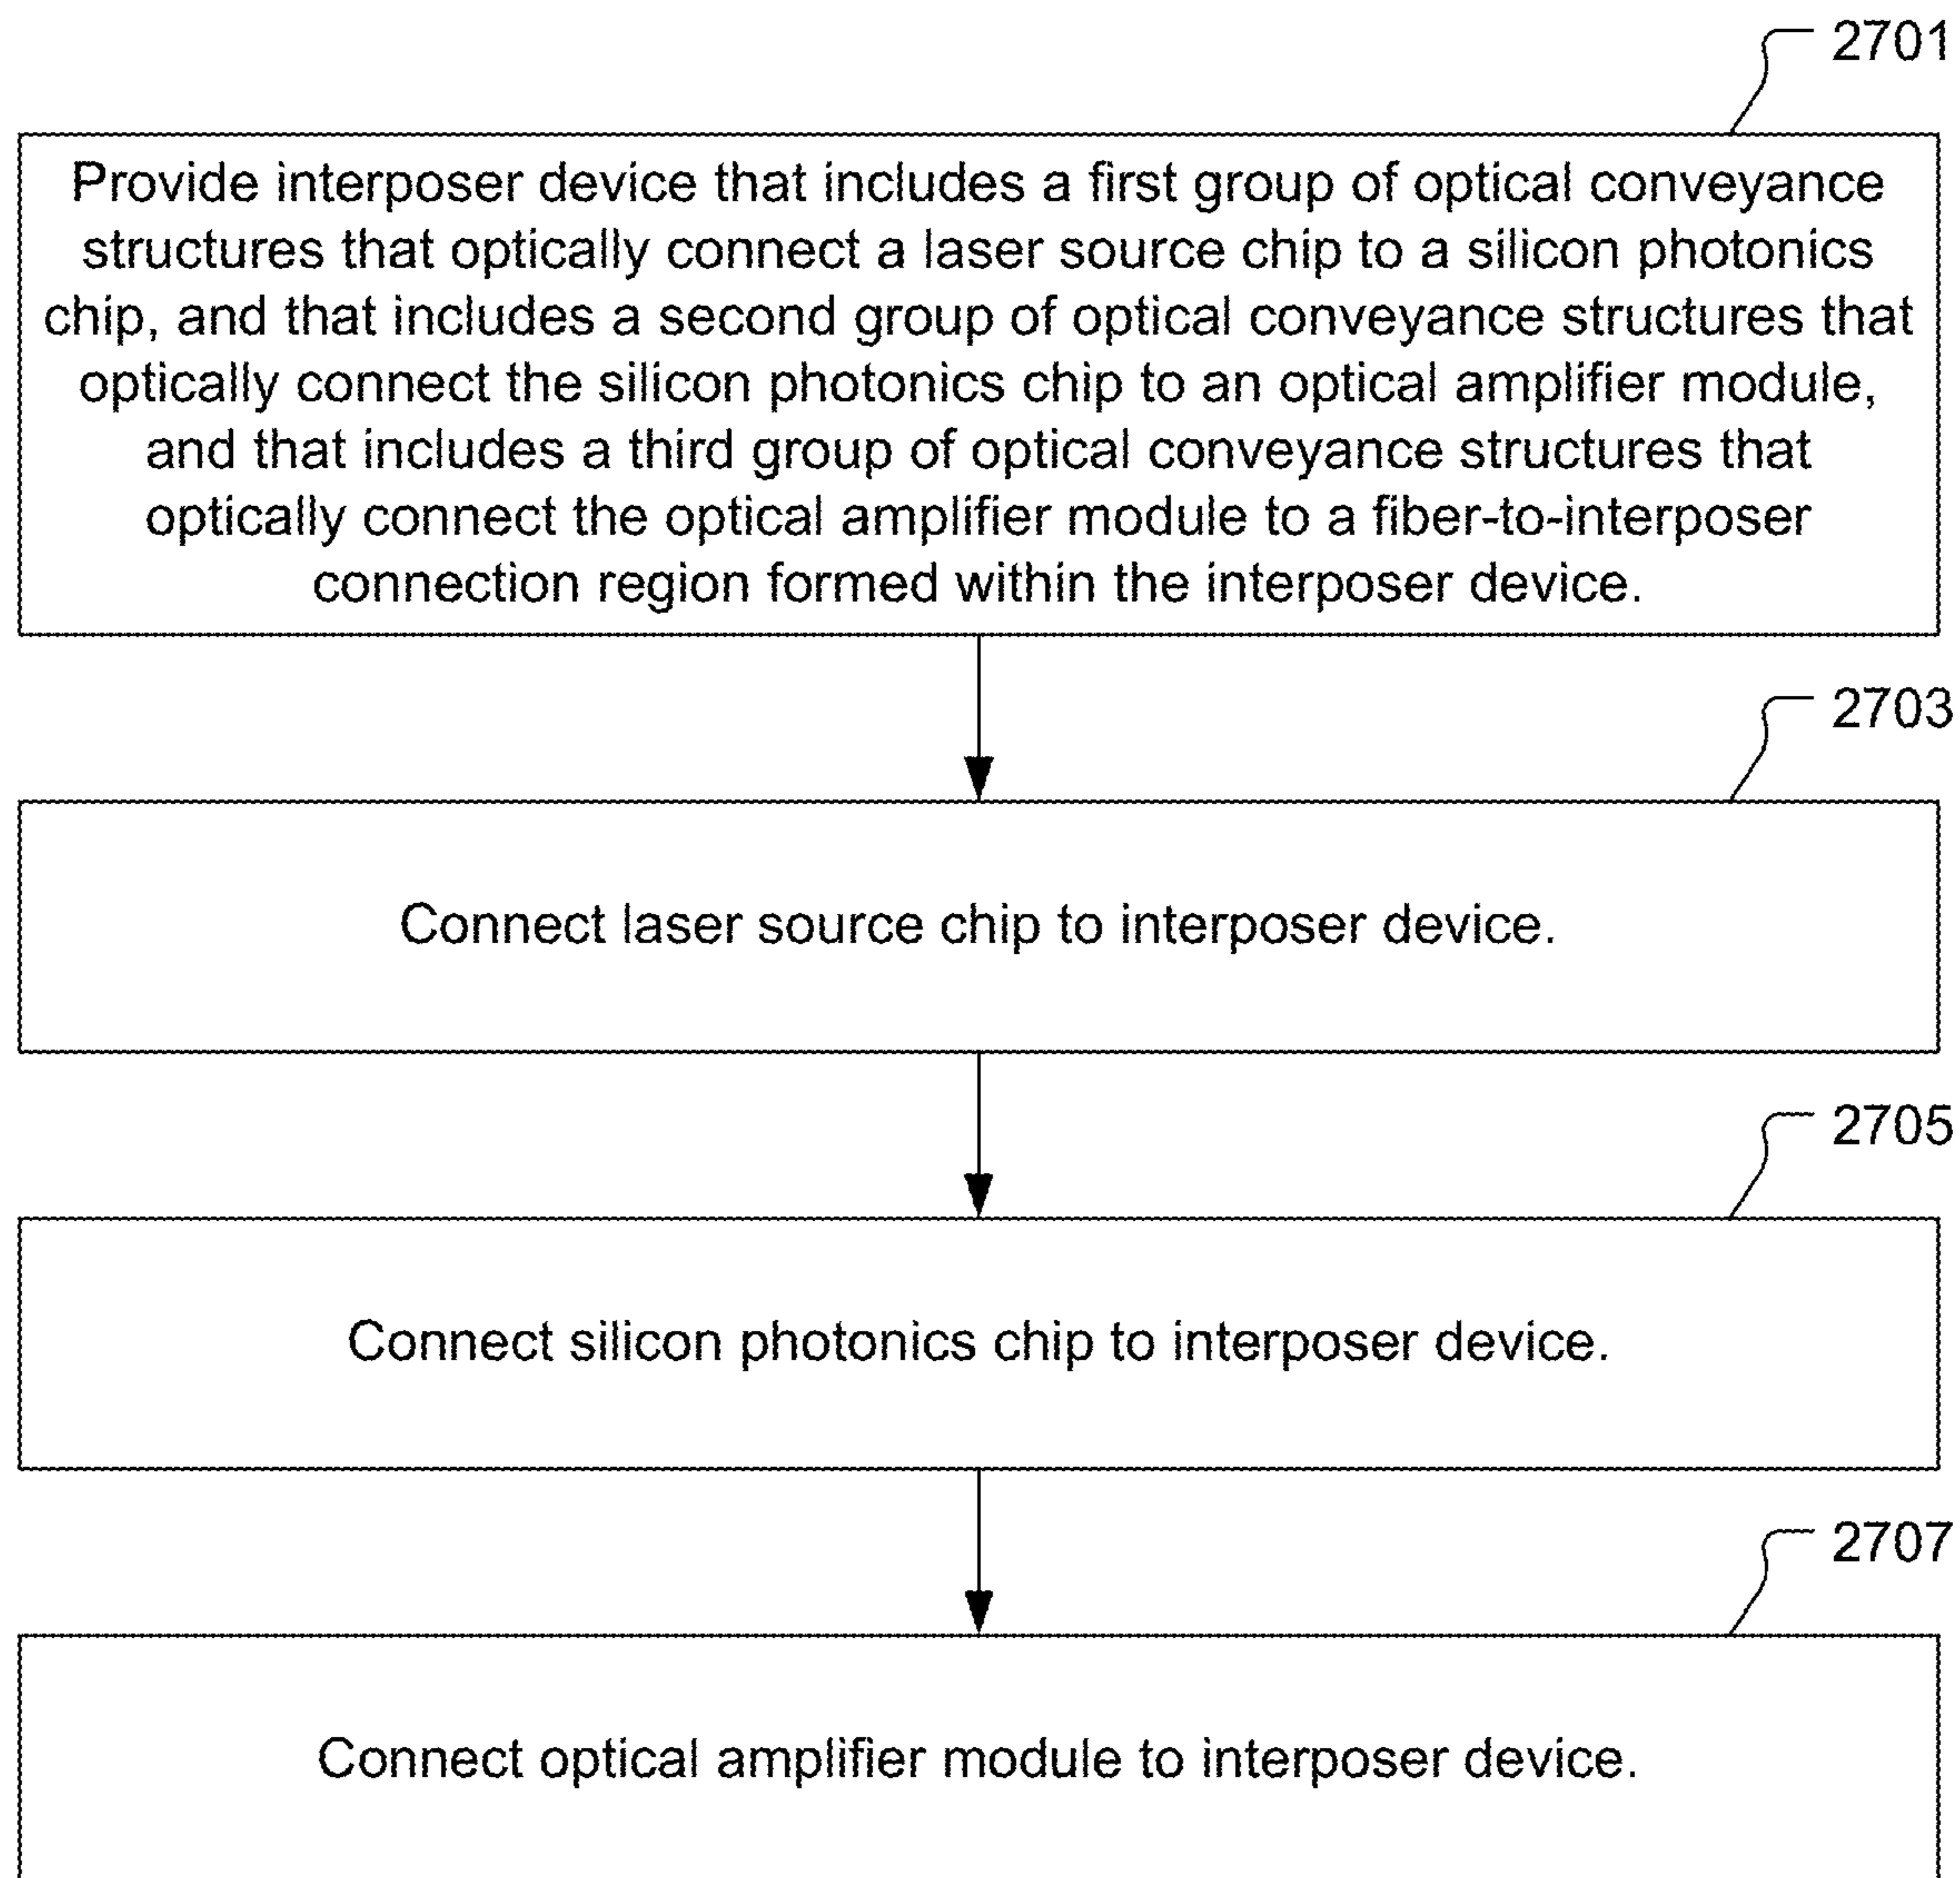 2701
Provide interposer device that includes a first group of optical conveyance
structures that optically connect a laser source chip to a silicon photonics
chip, and that includes a second group of optical conveyance structures that
optically connect the silicon photonics chip to an optical amplifier module,
and that includes a third group of optical conveyance structures that
optically connect the optical amplifier module to a fiber-to-interposer
connection region formed within the interposer device.
2703
Connect laser source chip to interposer device.
2705
Connect silicon photonics chip to interposer device.
2707
Connect optical amplifier module to interposer device.